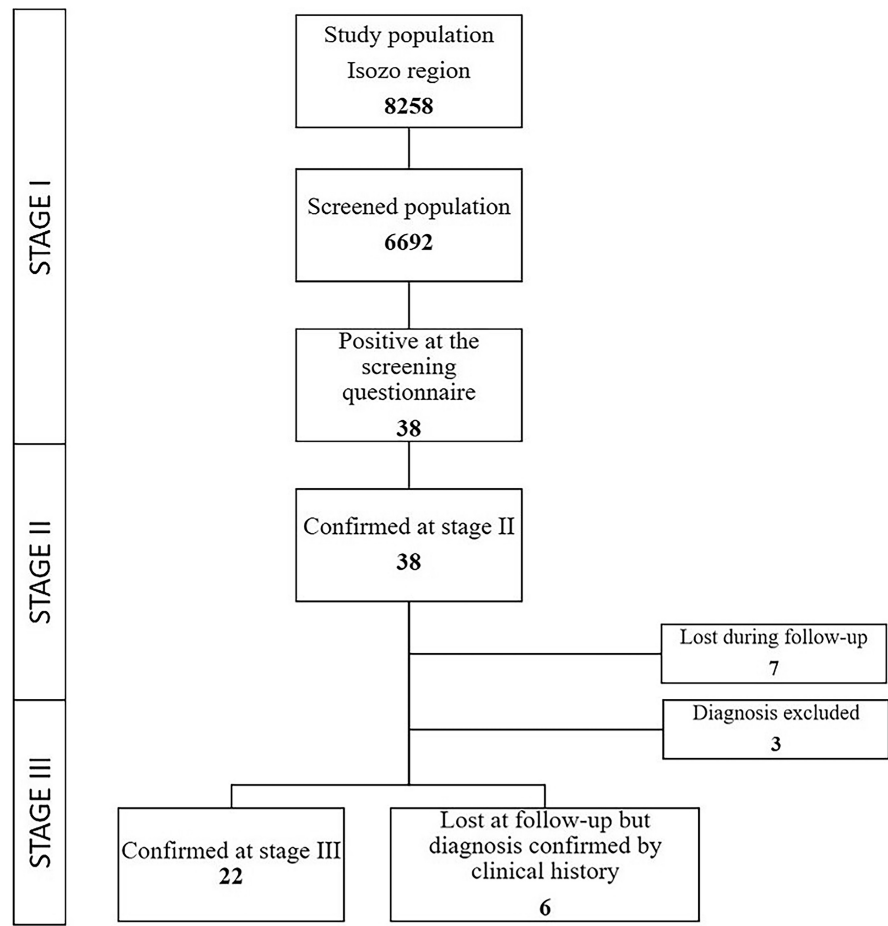 STAGE I
Study population
Isozo region
8258
Screened population
6692
Positive at the
screening
questionnaire
38
STAGE II
Confirmed at stage II
38
Lost during follow-up
7
STAGE III
Diagnosis excluded
3
Confirmed at stage III
22
Lost at follow-up but
diagnosis confirmed by
clinical history
6